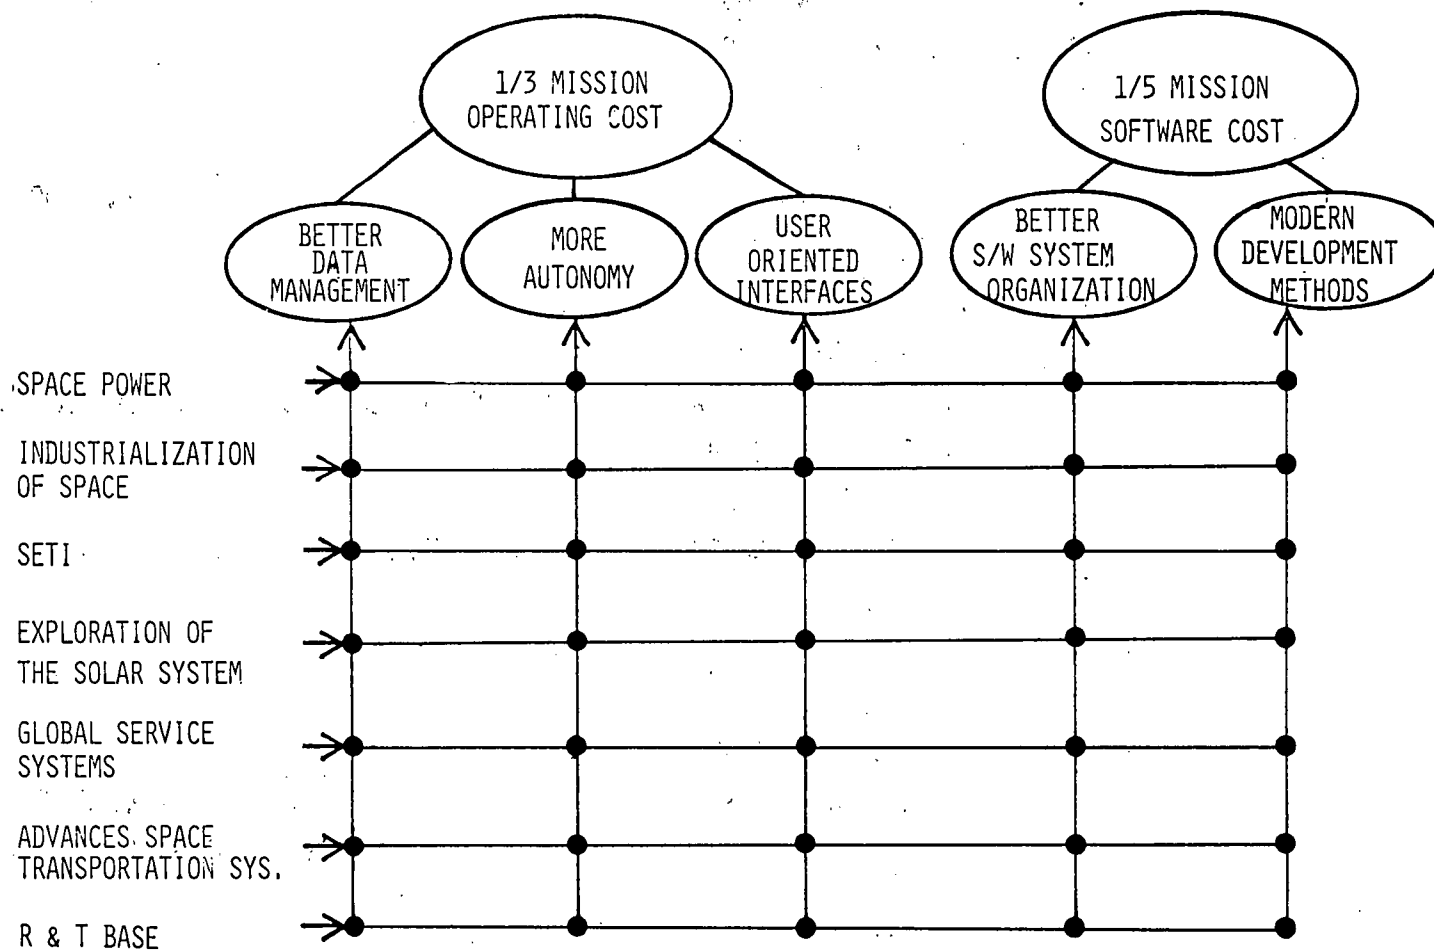 1/3 MISSION
OPERATING COST
1/5 MISSION
SOFTWARE COST
BETTER
DATA
MANAGEMENT
MORE
AUTONOMY
USER
ORIENTED
INTERFACES
BETTER
S/W SYSTEM
ORGANIZATION
MODERN
DEVELOPMENT
METHODS
SPACE POWER
INDUSTRIALIZATION
OF SPACE
SETI
EXPLORATION OF
THE SOLAR SYSTEM
GLOBAL SERVICE
SYSTEMS
ADVANCES SPACE
TRANSPORTATION SYS.
R & T BASE